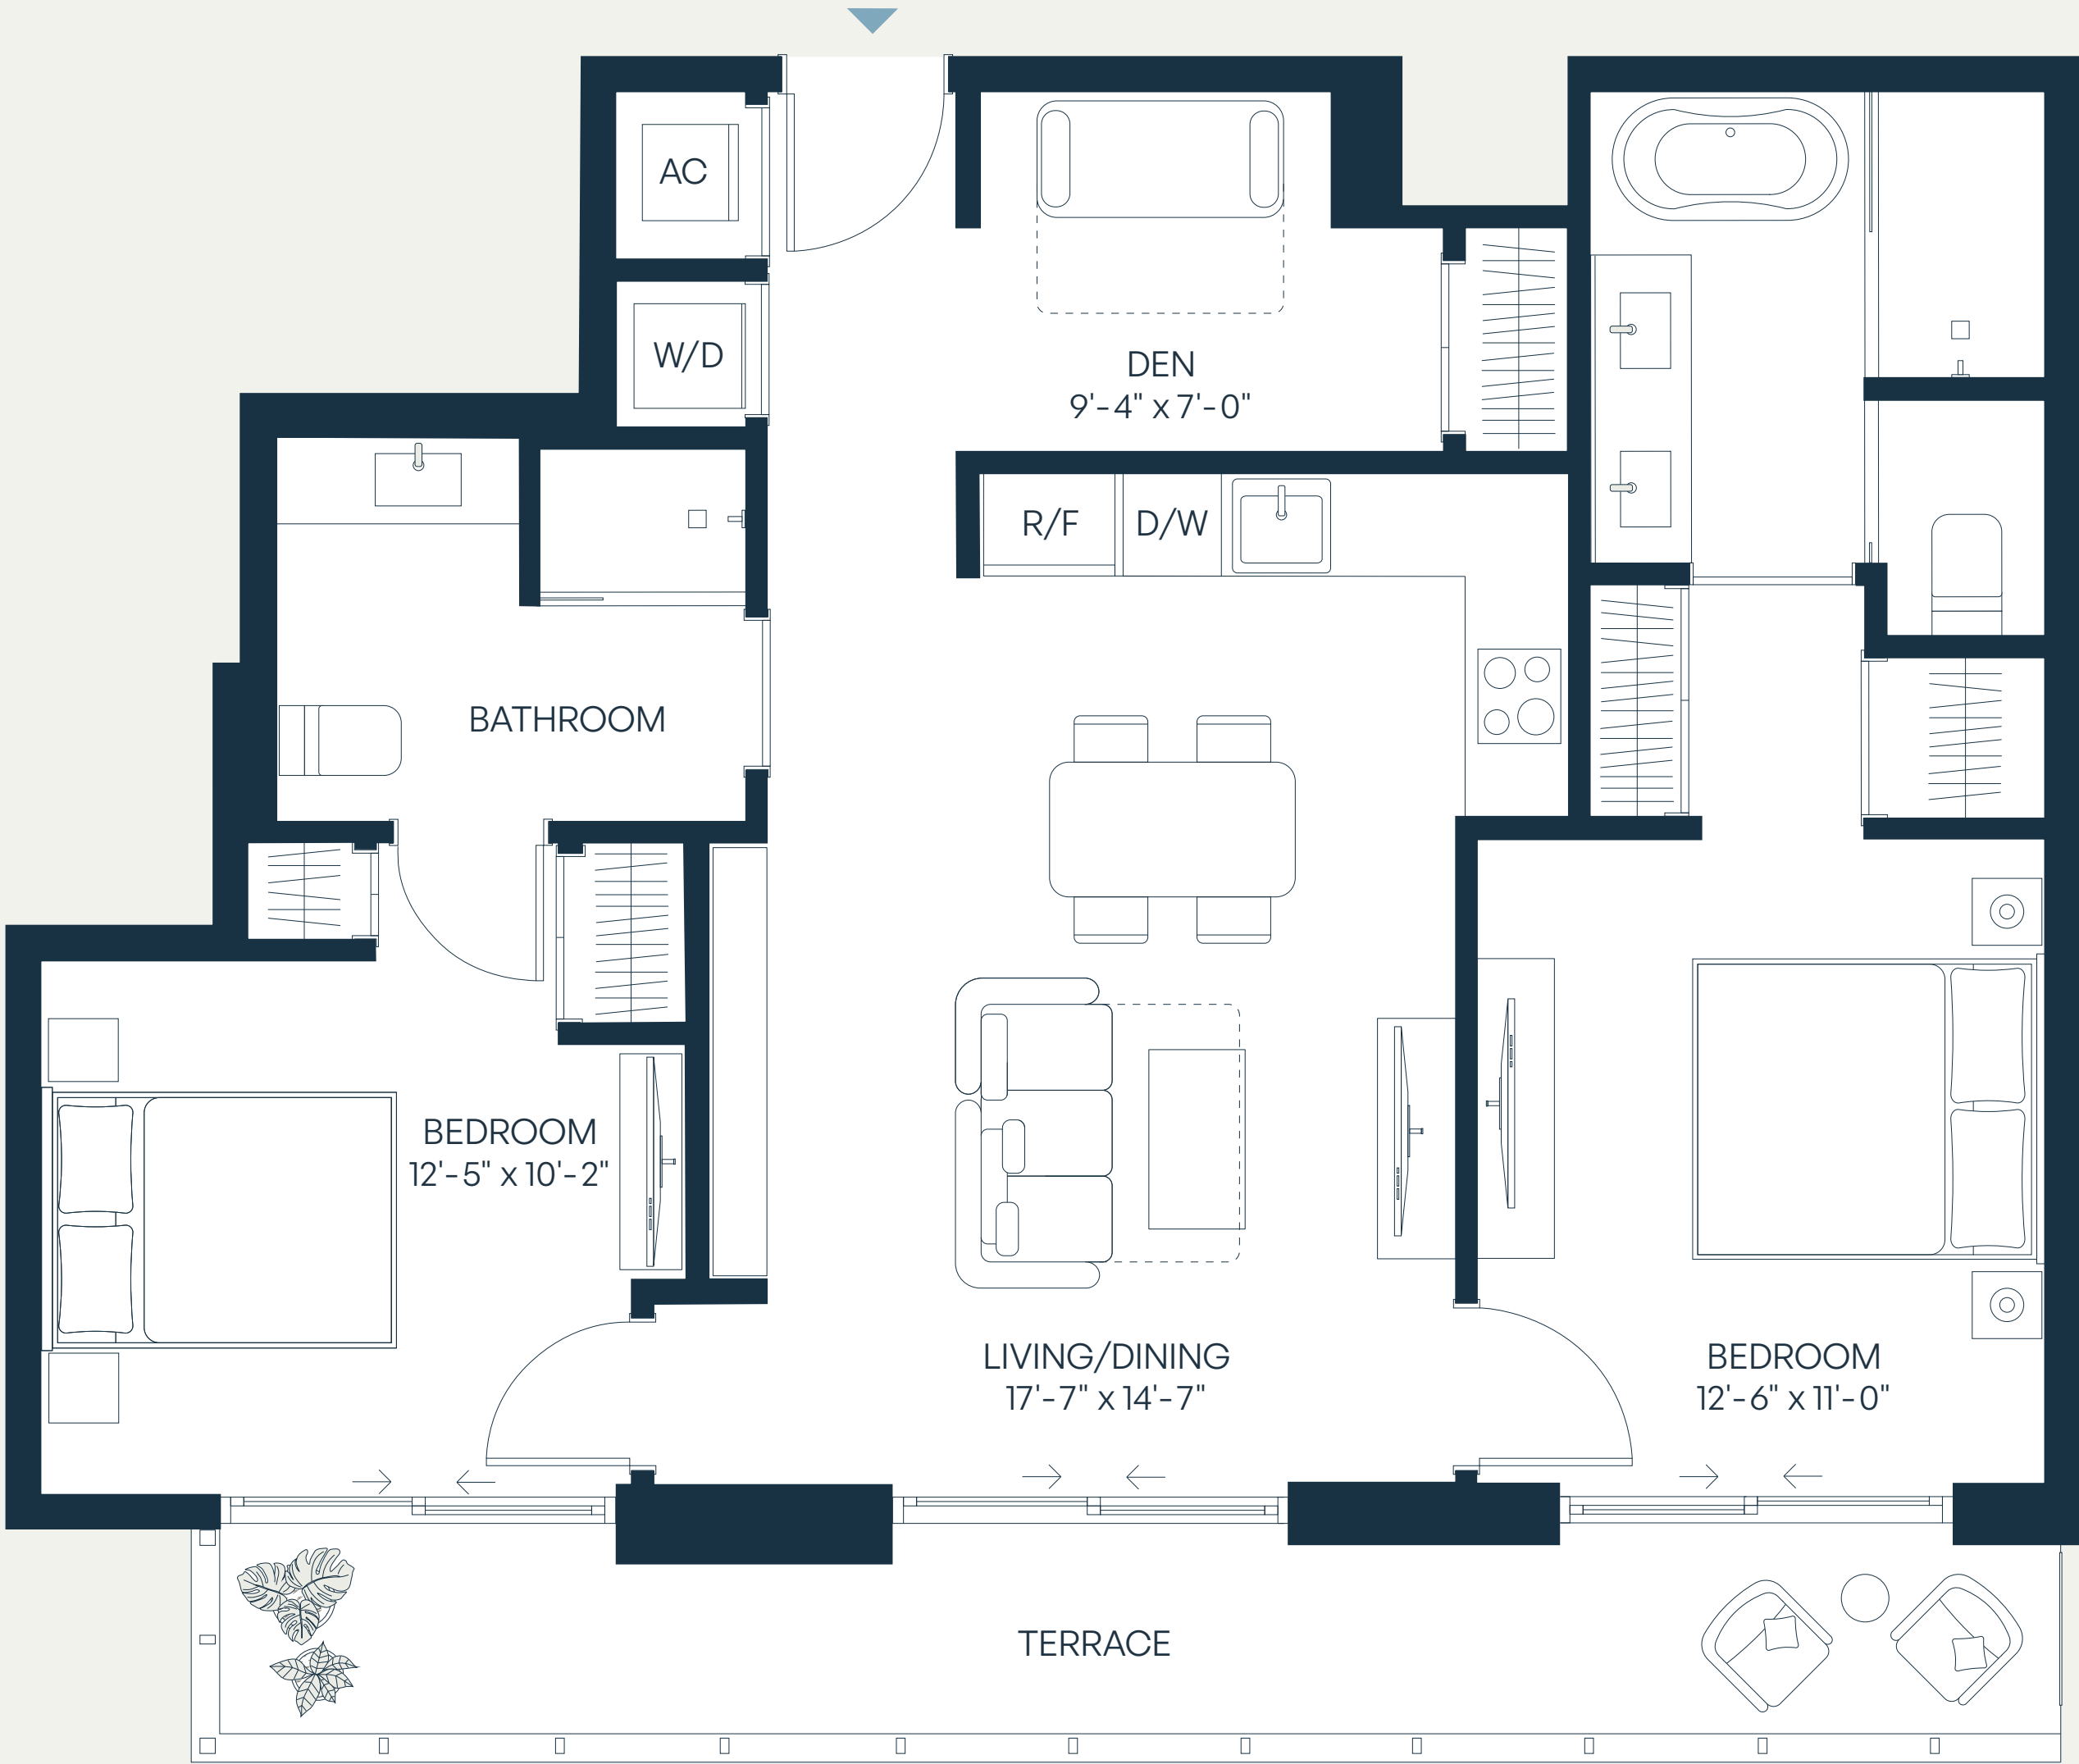 AC
W/D
DEN
9'-4" x 7'-0"
R/F
D/W
BATHROOM
BEDROOM
12'-5" x 10'-2"
LIVING/DINING
17'-7" x 14'-7"
BEDROOM
12'-6" x 11'-0"
TERRACE